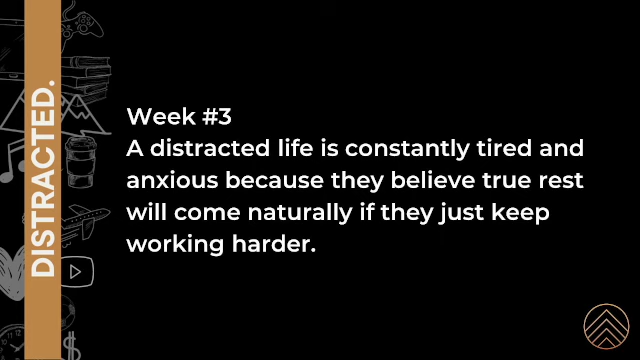 DISTRACTED.
Week #3
A distracted life is constantly tired and
anxious because they believe true rest
will come naturally if they just keep
working harder.